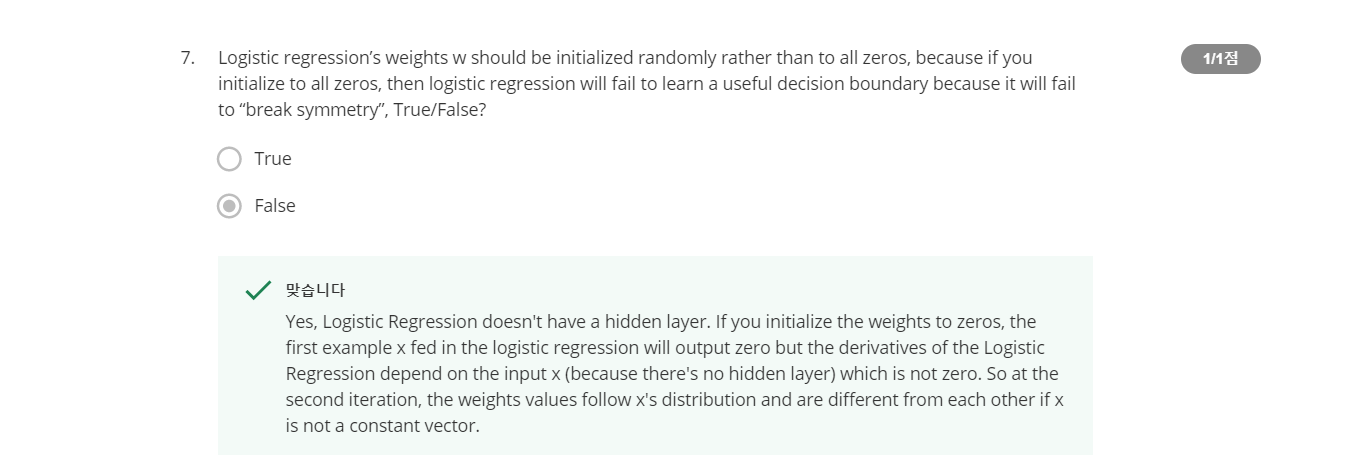 7. Logistic regression’s weights w should be initialized randomly rather than to all zeros, because if you
1/1점
initialize to all zeros, then logistic regression will fail to learn a useful decision boundary because it will fail
to “break symmetry”, True/False?
True
False
맞습니다
Yes, Logistic Regression doesn't have a hidden layer. If you initialize the weights to zeros, the
first example x fed in the logistic regression will output zero but the derivatives of the Logistic
Regression depend on the input x (because there's no hidden layer) which is not zero. So at the
second iteration, the weights values follow x's distribution and are different from each other if x
is not a constant vector.